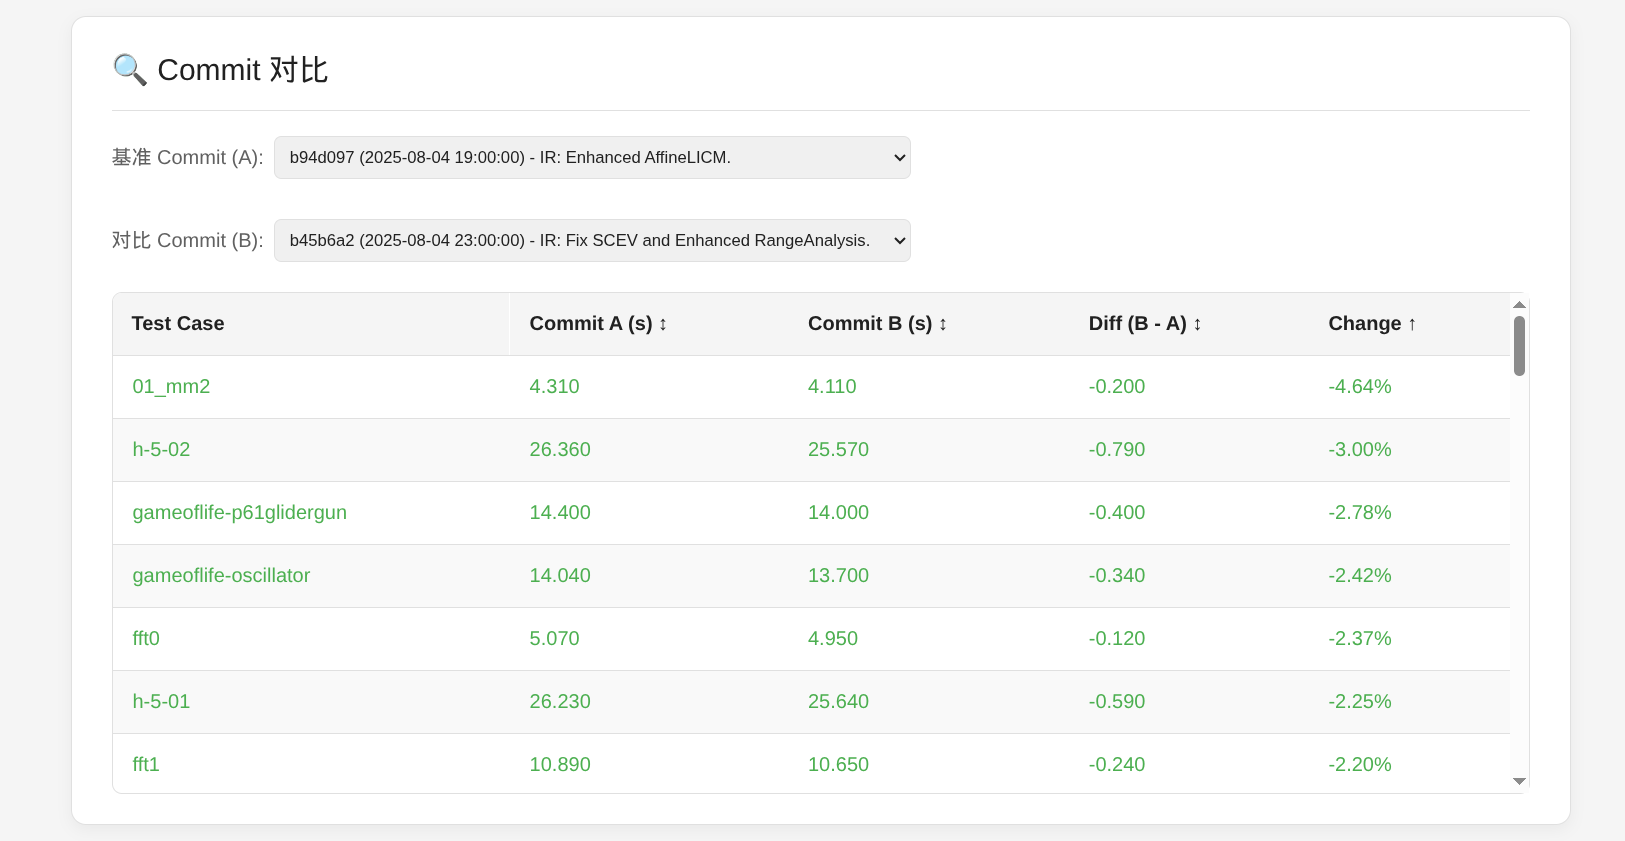 🔍 Commit 对比
基准 Commit (A): b94d097 (2025-08-04 19:00:00) - IR: Enhanced AffineLICM.
对比 Commit (B): b45b6a2 (2025-08-04 23:00:00) - IR: Fix SCEV and Enhanced RangeAnalysis.
Test Case Commit A (s) ↕ Commit B (s) ↕ Diff (B - A) ↕ Change ↑
01_mm2 4.310 4.110 -0.200 -4.64%
h-5-02 26.360 25.570 -0.790 -3.00%
gameoflife-p61glidergun 14.400 14.000 -0.400 -2.78%
gameoflife-oscillator 14.040 13.700 -0.340 -2.42%
fft0 5.070 4.950 -0.120 -2.37%
h-5-01 26.230 25.640 -0.590 -2.25%
fft1 10.890 10.650 -0.240 -2.20%